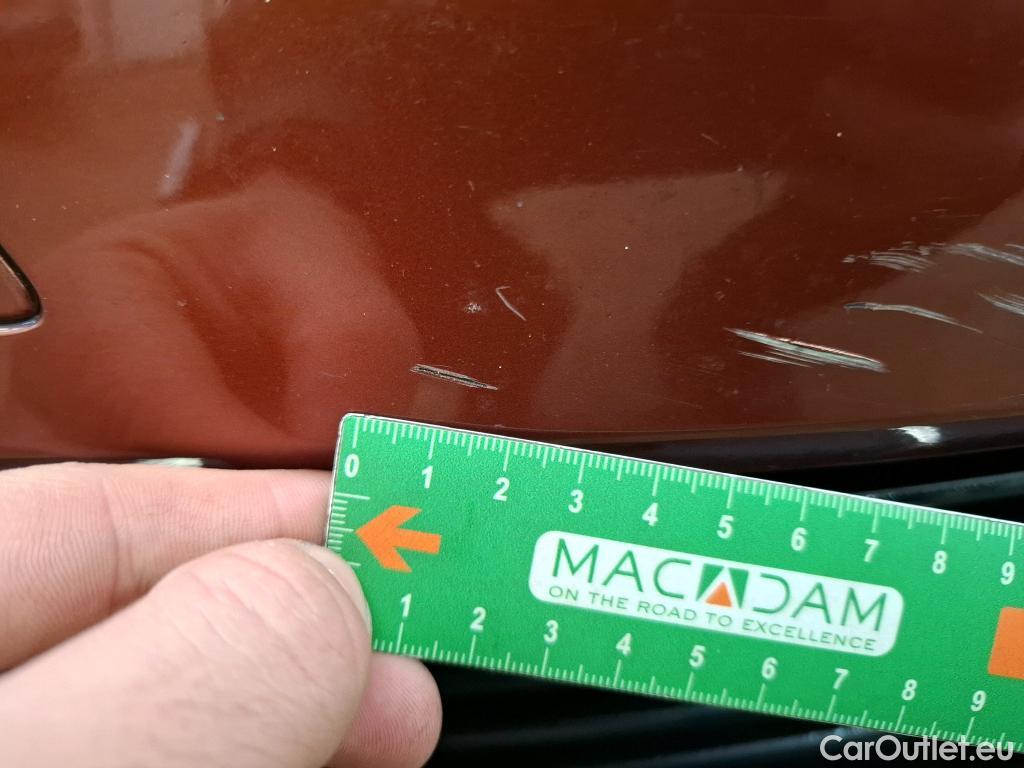 0 1 2 3 4 5 6 7 8 9
MACADAM
ON THE ROAD TO EXCELLENCE
1 2 3 4 5 6 7 8 9
CarOutlet.eu